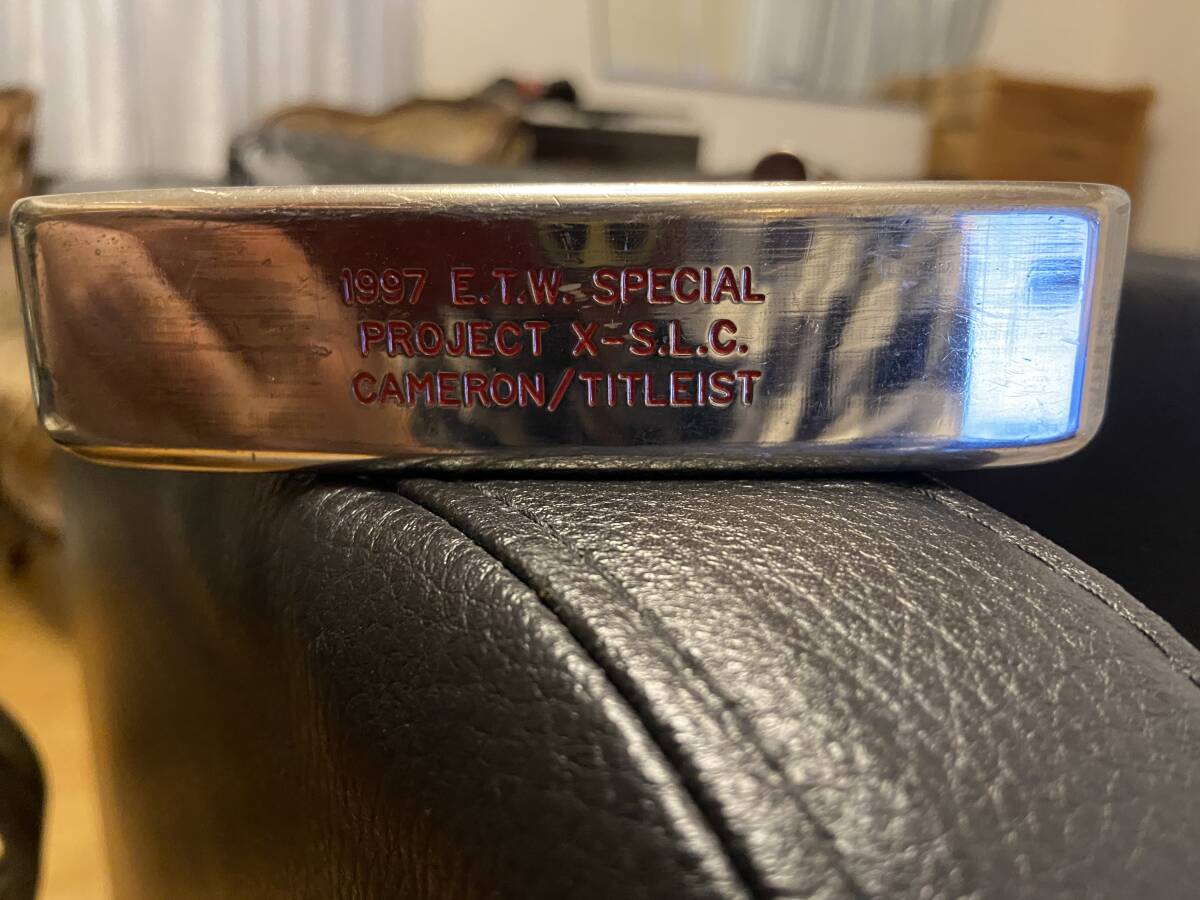 1997 E.T.W. SPECIAL
PROJECT X-S.L.C.
CAMERON/TITLEIST